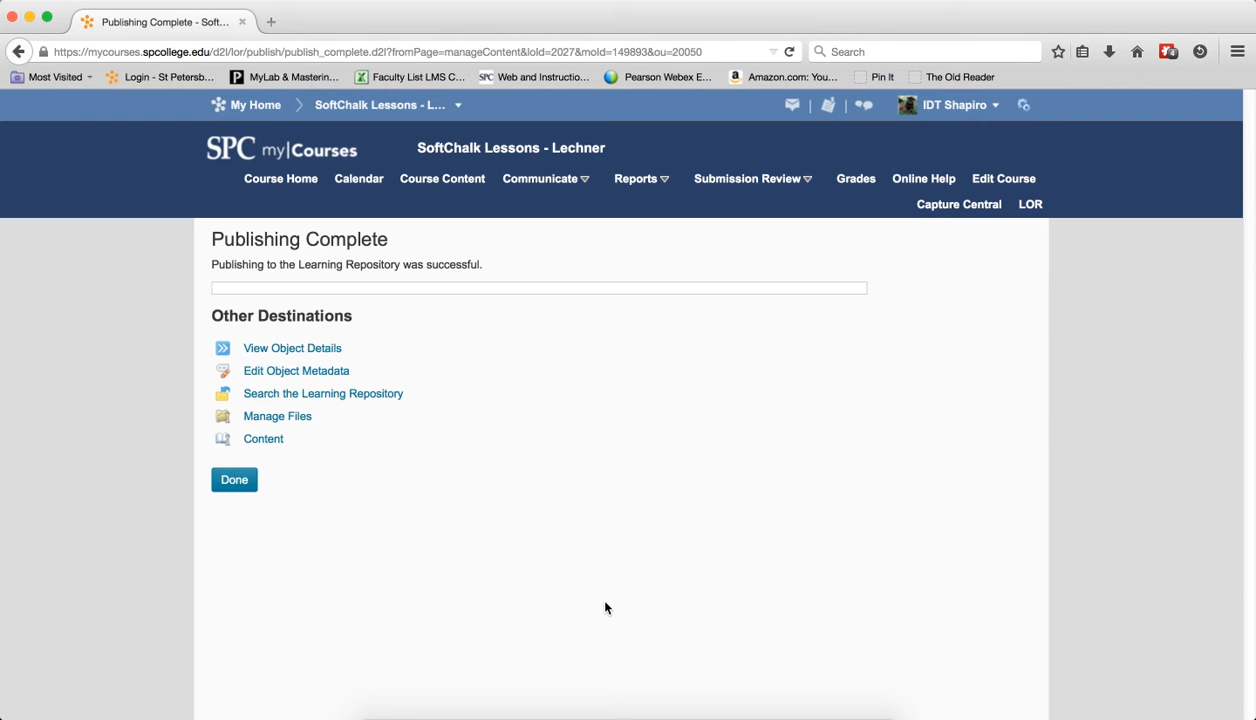 Publishing Complete - Soft...
https://mycourses.spcollege.edu/d2l/lor/publish/publish_complete.d2l?fromPage=manageContent&loId=2027&moId=149893&ou=20050
Search
Most Visited
Login - St Petersb...
MyLab & Masterin...
Faculty List LMS C...
SPC Web and Instructio...
Pearson Webex E...
Amazon.com: You...
Pin It
The Old Reader
My Home
SoftChalk Lessons - L...
IDT Shapiro
SPC my|Courses
SoftChalk Lessons - Lechner
Course Home Calendar Course Content Communicate Reports Submission Review Grades Online Help Edit Course
Capture Central LOR
Publishing Complete
Publishing to the Learning Repository was successful.
Other Destinations
View Object Details
Edit Object Metadata
Search the Learning Repository
Manage Files
Content
Done